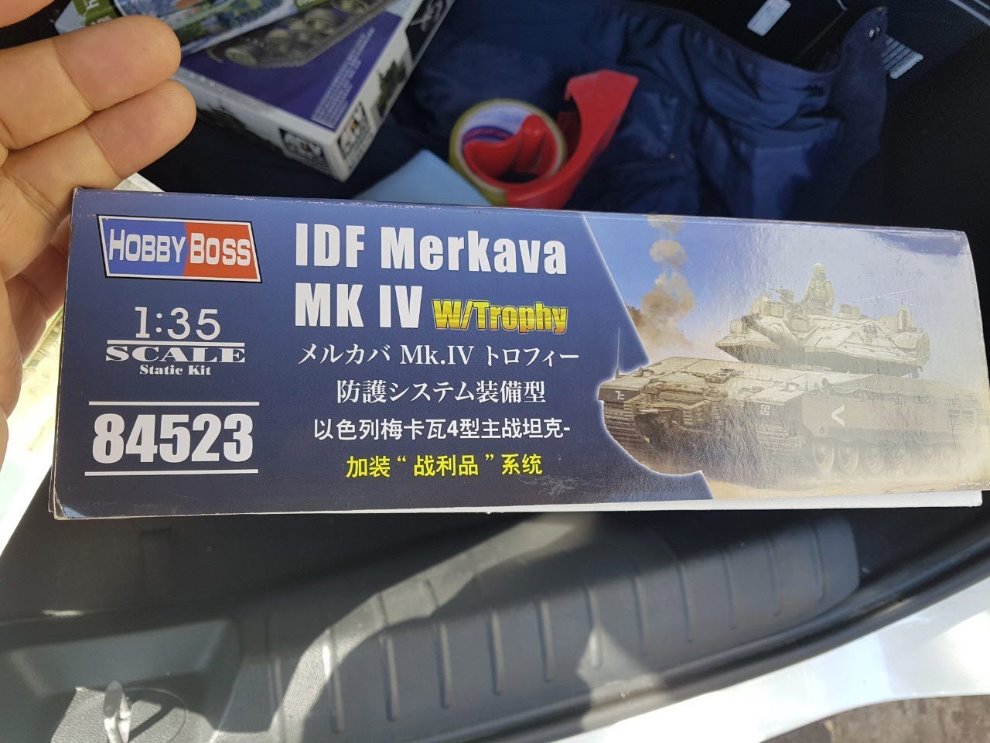 HOBBY BOSS
1:35
SCALE
Static Kit
84523
IDF Merkava
MK IV W/Trophy
メルカバ Mk.IV トロフィー
防護システム装備型
以色列梅卡瓦4型主战坦克-
加装“战利品”系统